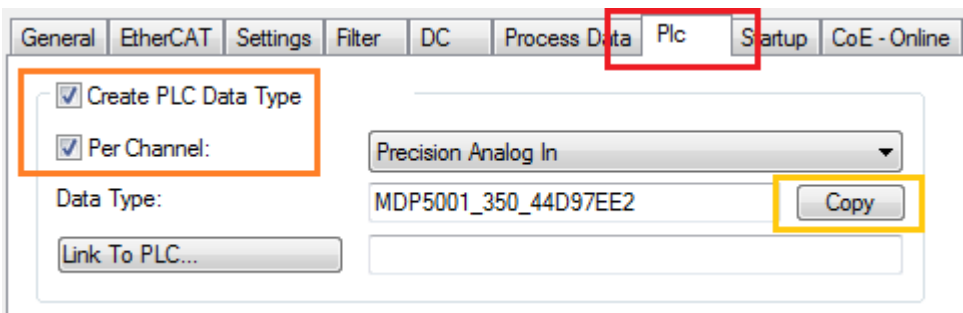 General EtherCAT Settings Filter DC Process Data Plc Startup CoE - Online
Create PLC Data Type
Per Channel: Precision Analog In
Data Type: MDP5001_350_44D97EE2 Copy
Link To PLC...